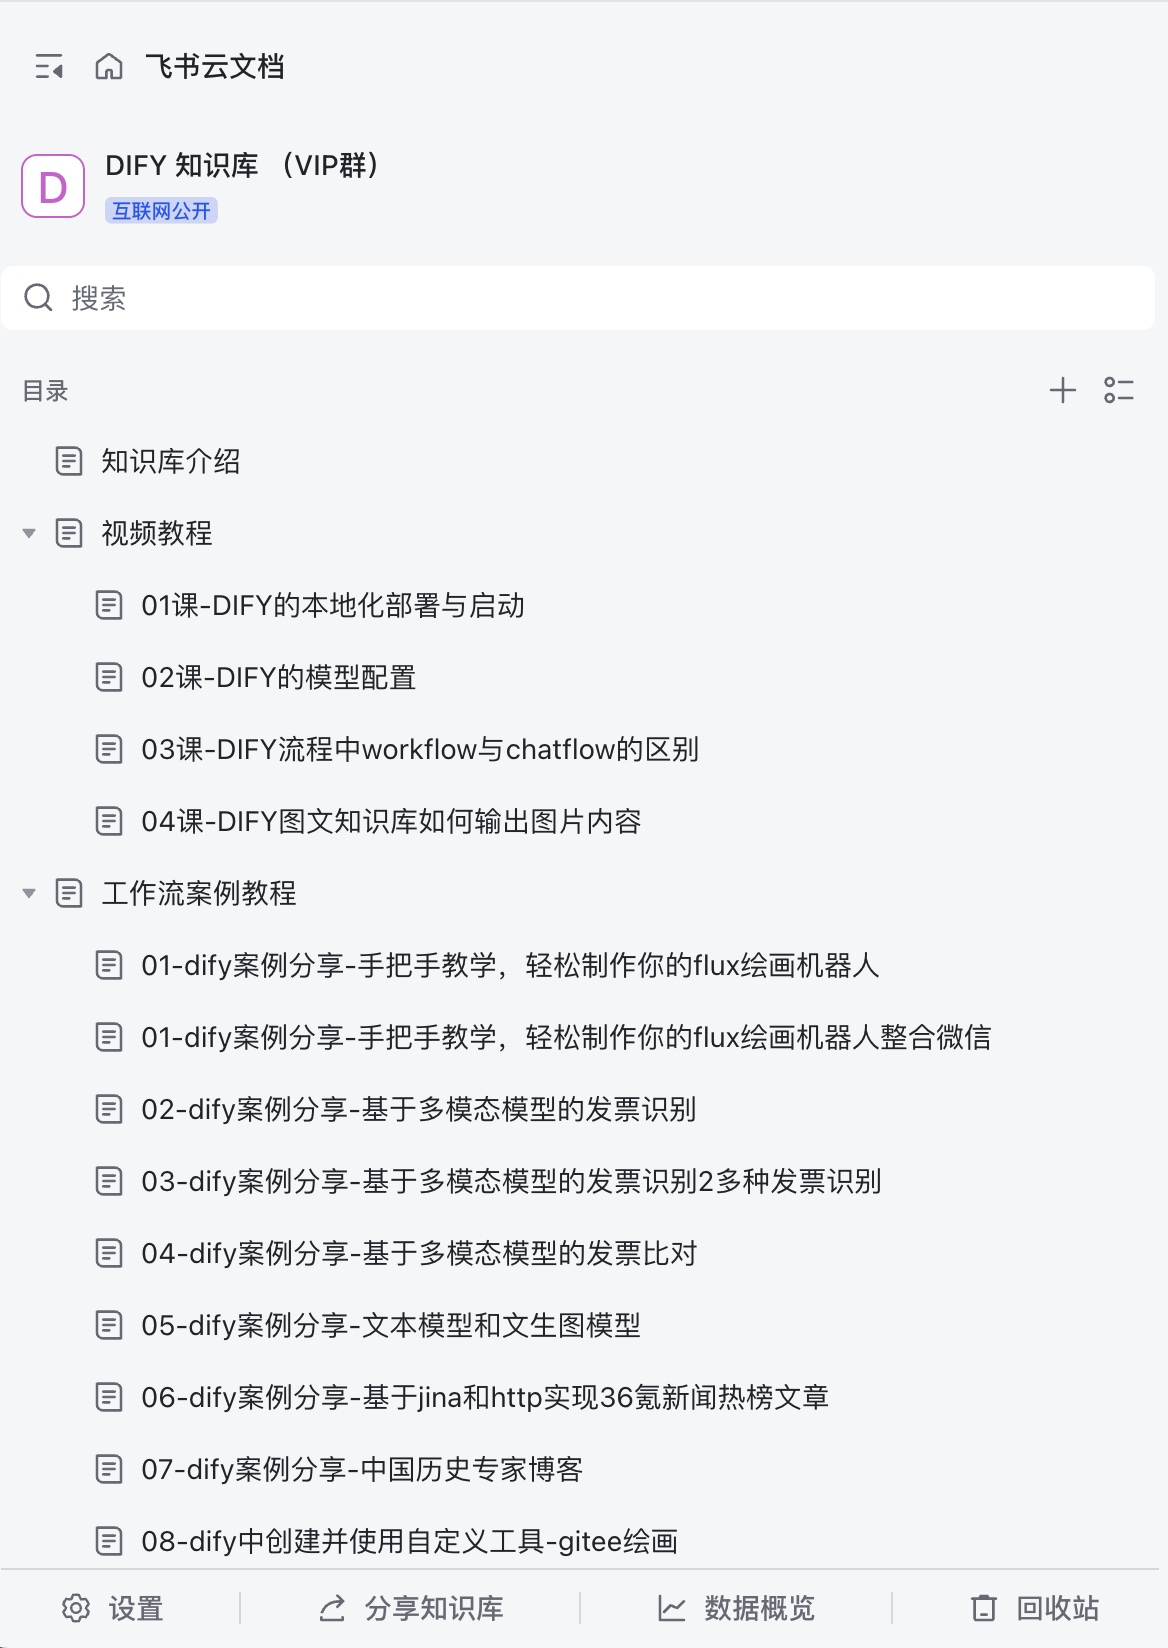 飞书云文档
D
DIFY 知识库 （VIP群）
互联网公开
搜索
目录
知识库介绍
视频教程
01课-DIFY的本地化部署与启动
02课-DIFY的模型配置
03课-DIFY流程中workflow与chatflow的区别
04课-DIFY图文知识库如何输出图片内容
工作流案例教程
01-dify案例分享-手把手教学，轻松制作你的flux绘画机器人
01-dify案例分享-手把手教学，轻松制作你的flux绘画机器人整合微信
02-dify案例分享-基于多模态模型的发票识别
03-dify案例分享-基于多模态模型的发票识别2多种发票识别
04-dify案例分享-基于多模态模型的发票比对
05-dify案例分享-文本模型和文生图模型
06-dify案例分享-基于jina和http实现36氪新闻热榜文章
07-dify案例分享-中国历史专家博客
08-dify中创建并使用自定义工具-gitee绘画
设置 分享知识库 数据概览 回收站